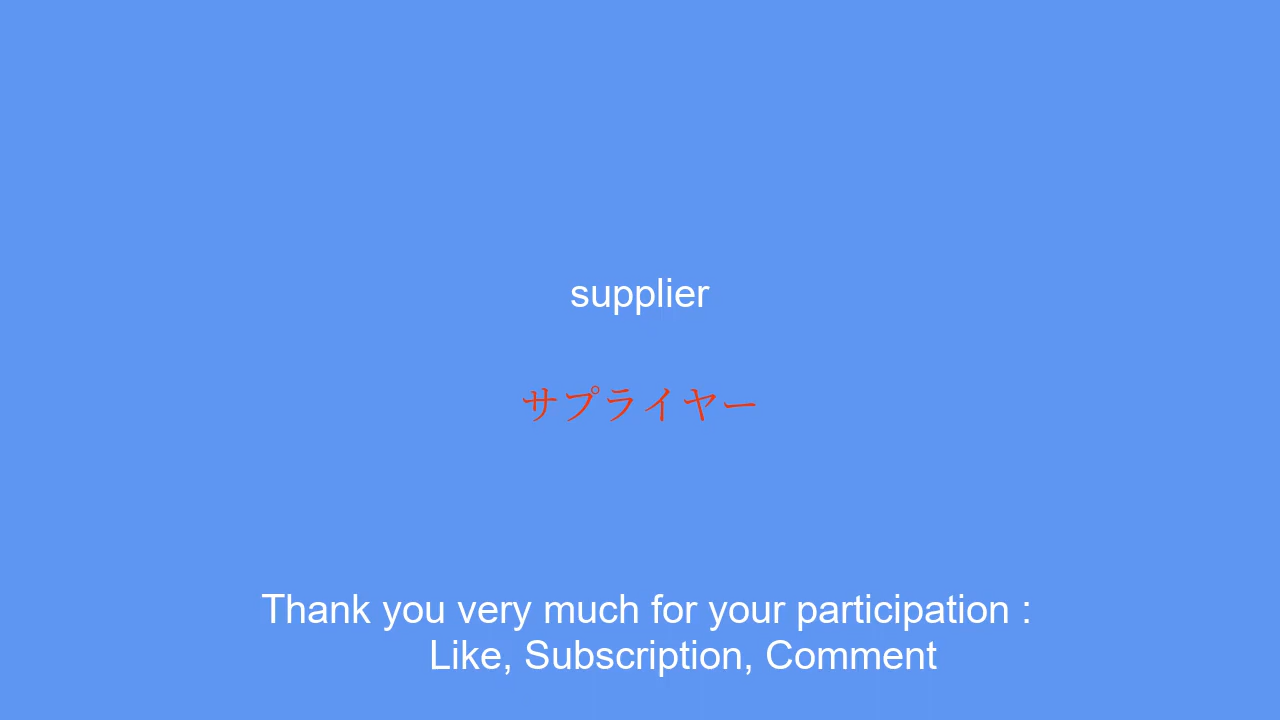 supplier
サプライヤー
Thank you very much for your participation :
Like, Subscription, Comment